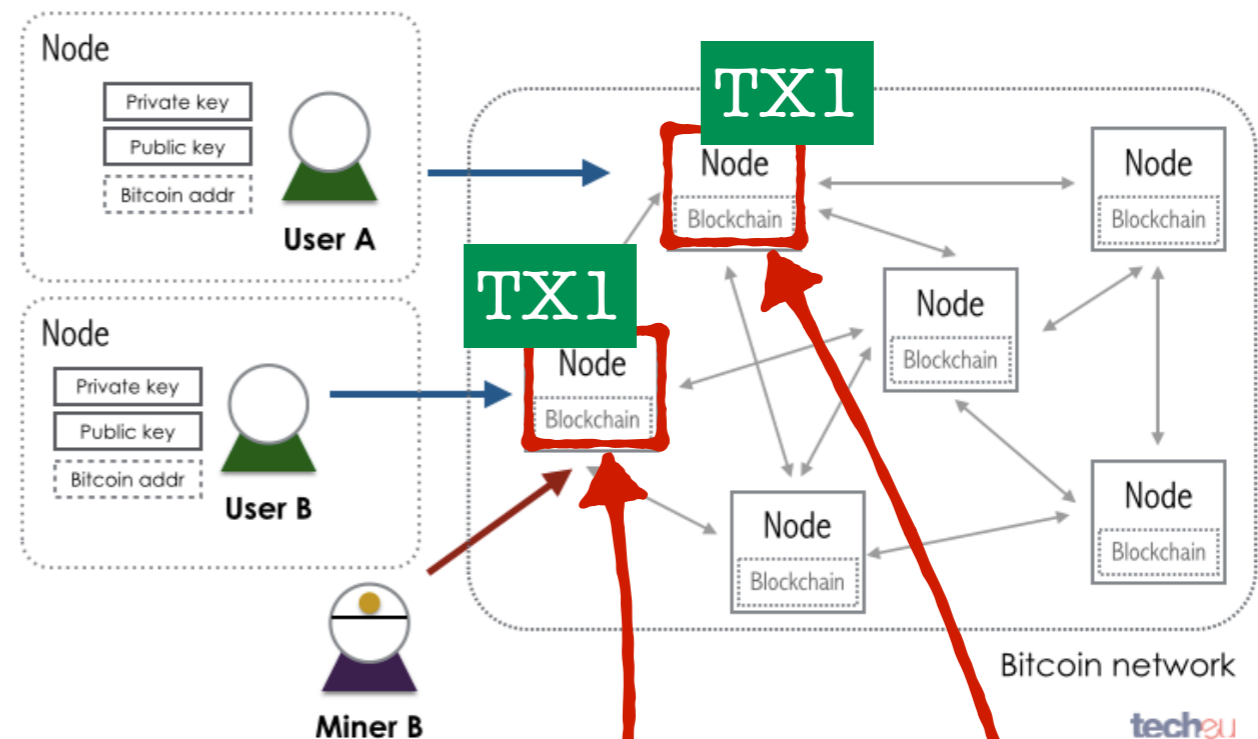 Node
Private key
Public key
Bitcoin addr
User A
Node
Private key
Public key
Bitcoin addr
User B
Miner B
TX1
Node
Blockchain
TX1
Node
Blockchain
Node
Blockchain
Node
Blockchain
Node
Blockchain
Node
Blockchain
Bitcoin network
techeu